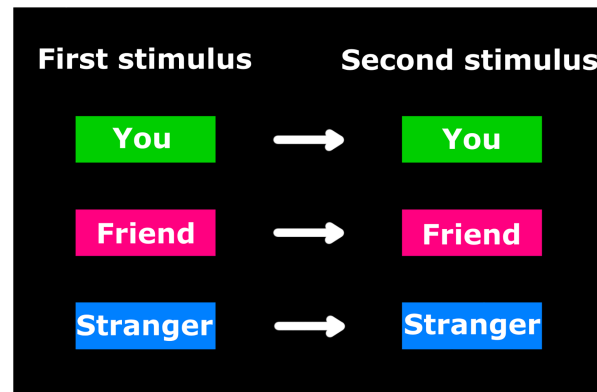 First stimulus Second stimulus
You You
Friend Friend
Stranger Stranger